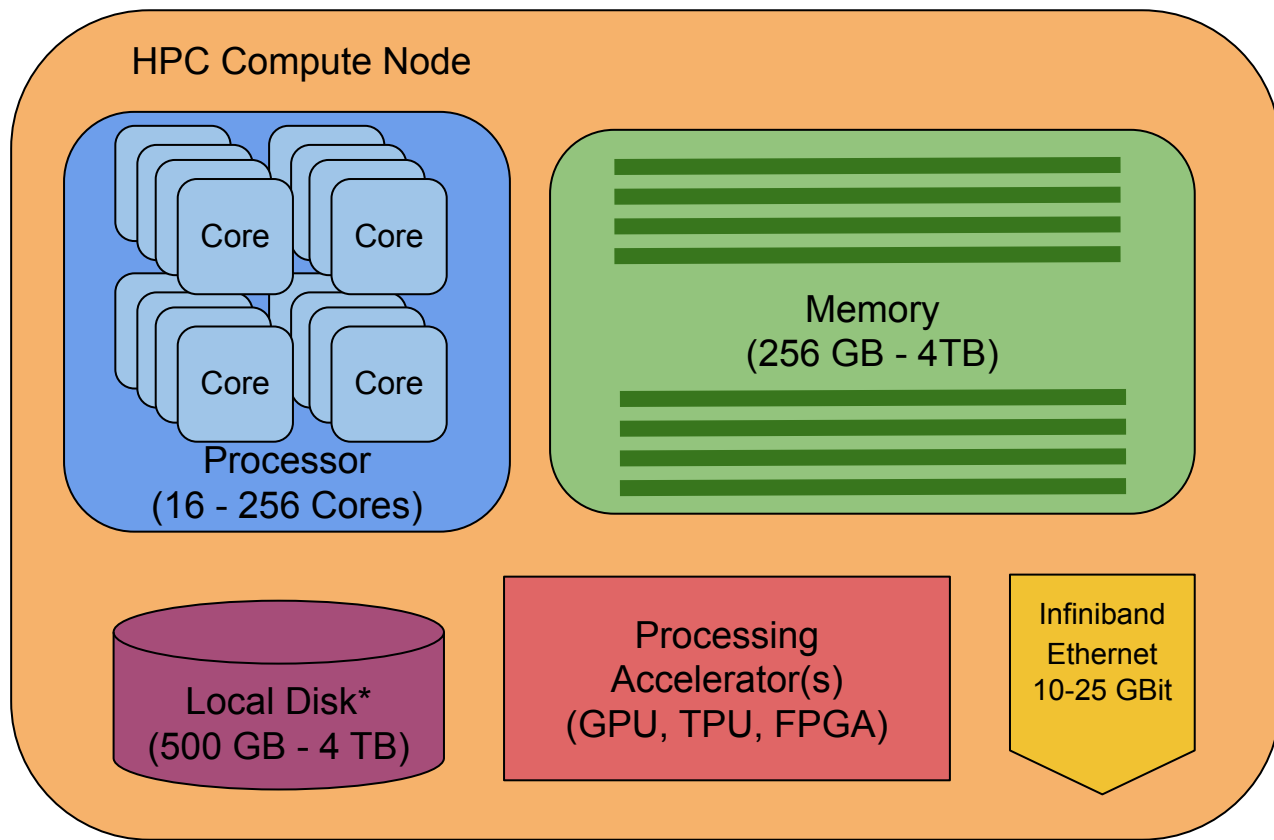 HPC Compute Node
Core
Core
Core
Core
Processor
(16 - 256 Cores)
Memory
(256 GB - 4TB)
Local Disk*
(500 GB - 4 TB)
Processing
Accelerator(s)
(GPU, TPU, FPGA)
Infiniband
Ethernet
10-25 GBit